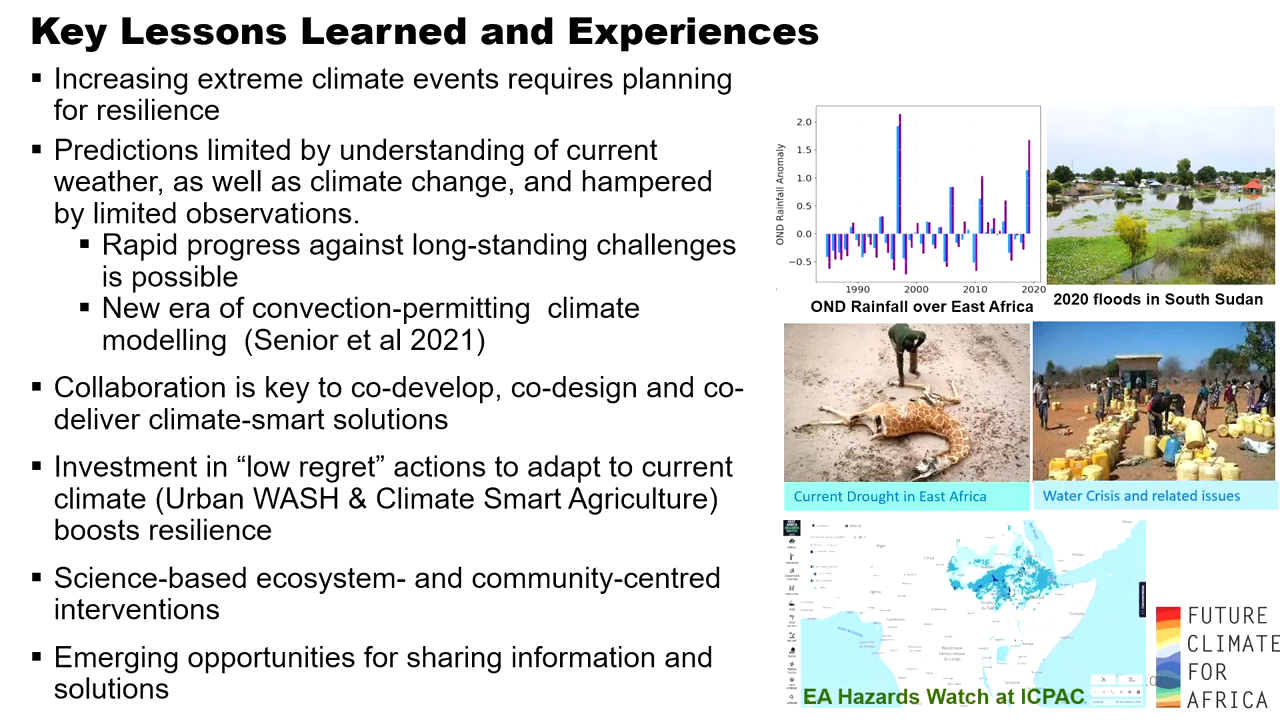 Key Lessons Learned and Experiences
▪ Increasing extreme climate events requires planning
for resilience
▪ Predictions limited by understanding of current
weather, as well as climate change, and hampered
by limited observations.
▪ Rapid progress against long-standing challenges
is possible
▪ New era of convection-permitting  climate
modelling  (Senior et al 2021)
▪ Collaboration is key to co-develop, co-design and co-
deliver climate-smart solutions
▪ Investment in “low regret” actions to adapt to current
climate (Urban WASH & Climate Smart Agriculture)
boosts resilience
▪ Science-based ecosystem- and community-centred
interventions
▪ Emerging opportunities for sharing information and
solutions
OND Rainfall Anomaly
2.0
1.5
1.0
0.5
0.0
−0.5
1990 2000 2010 2020
OND Rainfall over East Africa
2020 floods in South Sudan
Current Drought in East Africa
Water Crisis and related issues
EA Hazards Watch at ICPAC
FUTURE
CLIMATE
FOR
AFRICA